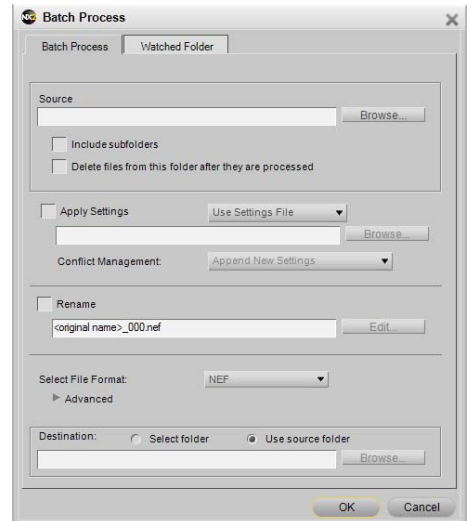 NX2 Batch Process
Batch Process Watched Folder
Source
Browse...
Include subfolders
Delete files from this folder after they are processed
Apply Settings Use Settings File
Browse...
Conflict Management: Append New Settings
Rename
<original name>_000.nef Edit...
Select File Format: NEF
Advanced
Destination: Select folder Use source folder
Browse...
OK Cancel